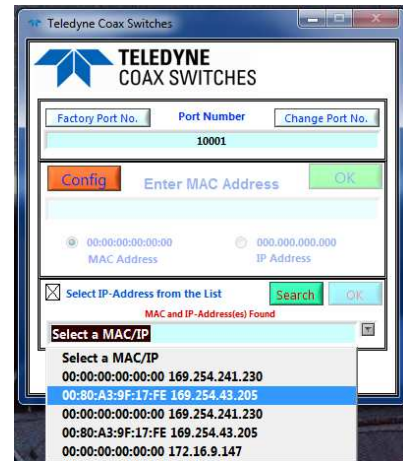 Teledyne Coax Switches
TELEDYNE
COAX SWITCHES
Factory Port No. Port Number Change Port No.
10001
Config Enter MAC Address OK
00:00:00:00:00:00 000.000.000.000
MAC Address IP Address
Select IP-Address from the List Search OK
MAC and IP-Address(es) Found
Select a MAC/IP
Select a MAC/IP
00:00:00:00:00:00 169.254.241.230
00:80:A3:9F:17:FE 169.254.43.205
00:00:00:00:00:00 169.254.241.230
00:80:A3:9F:17:FE 169.254.43.205
00:00:00:00:00:00 172.16.9.147